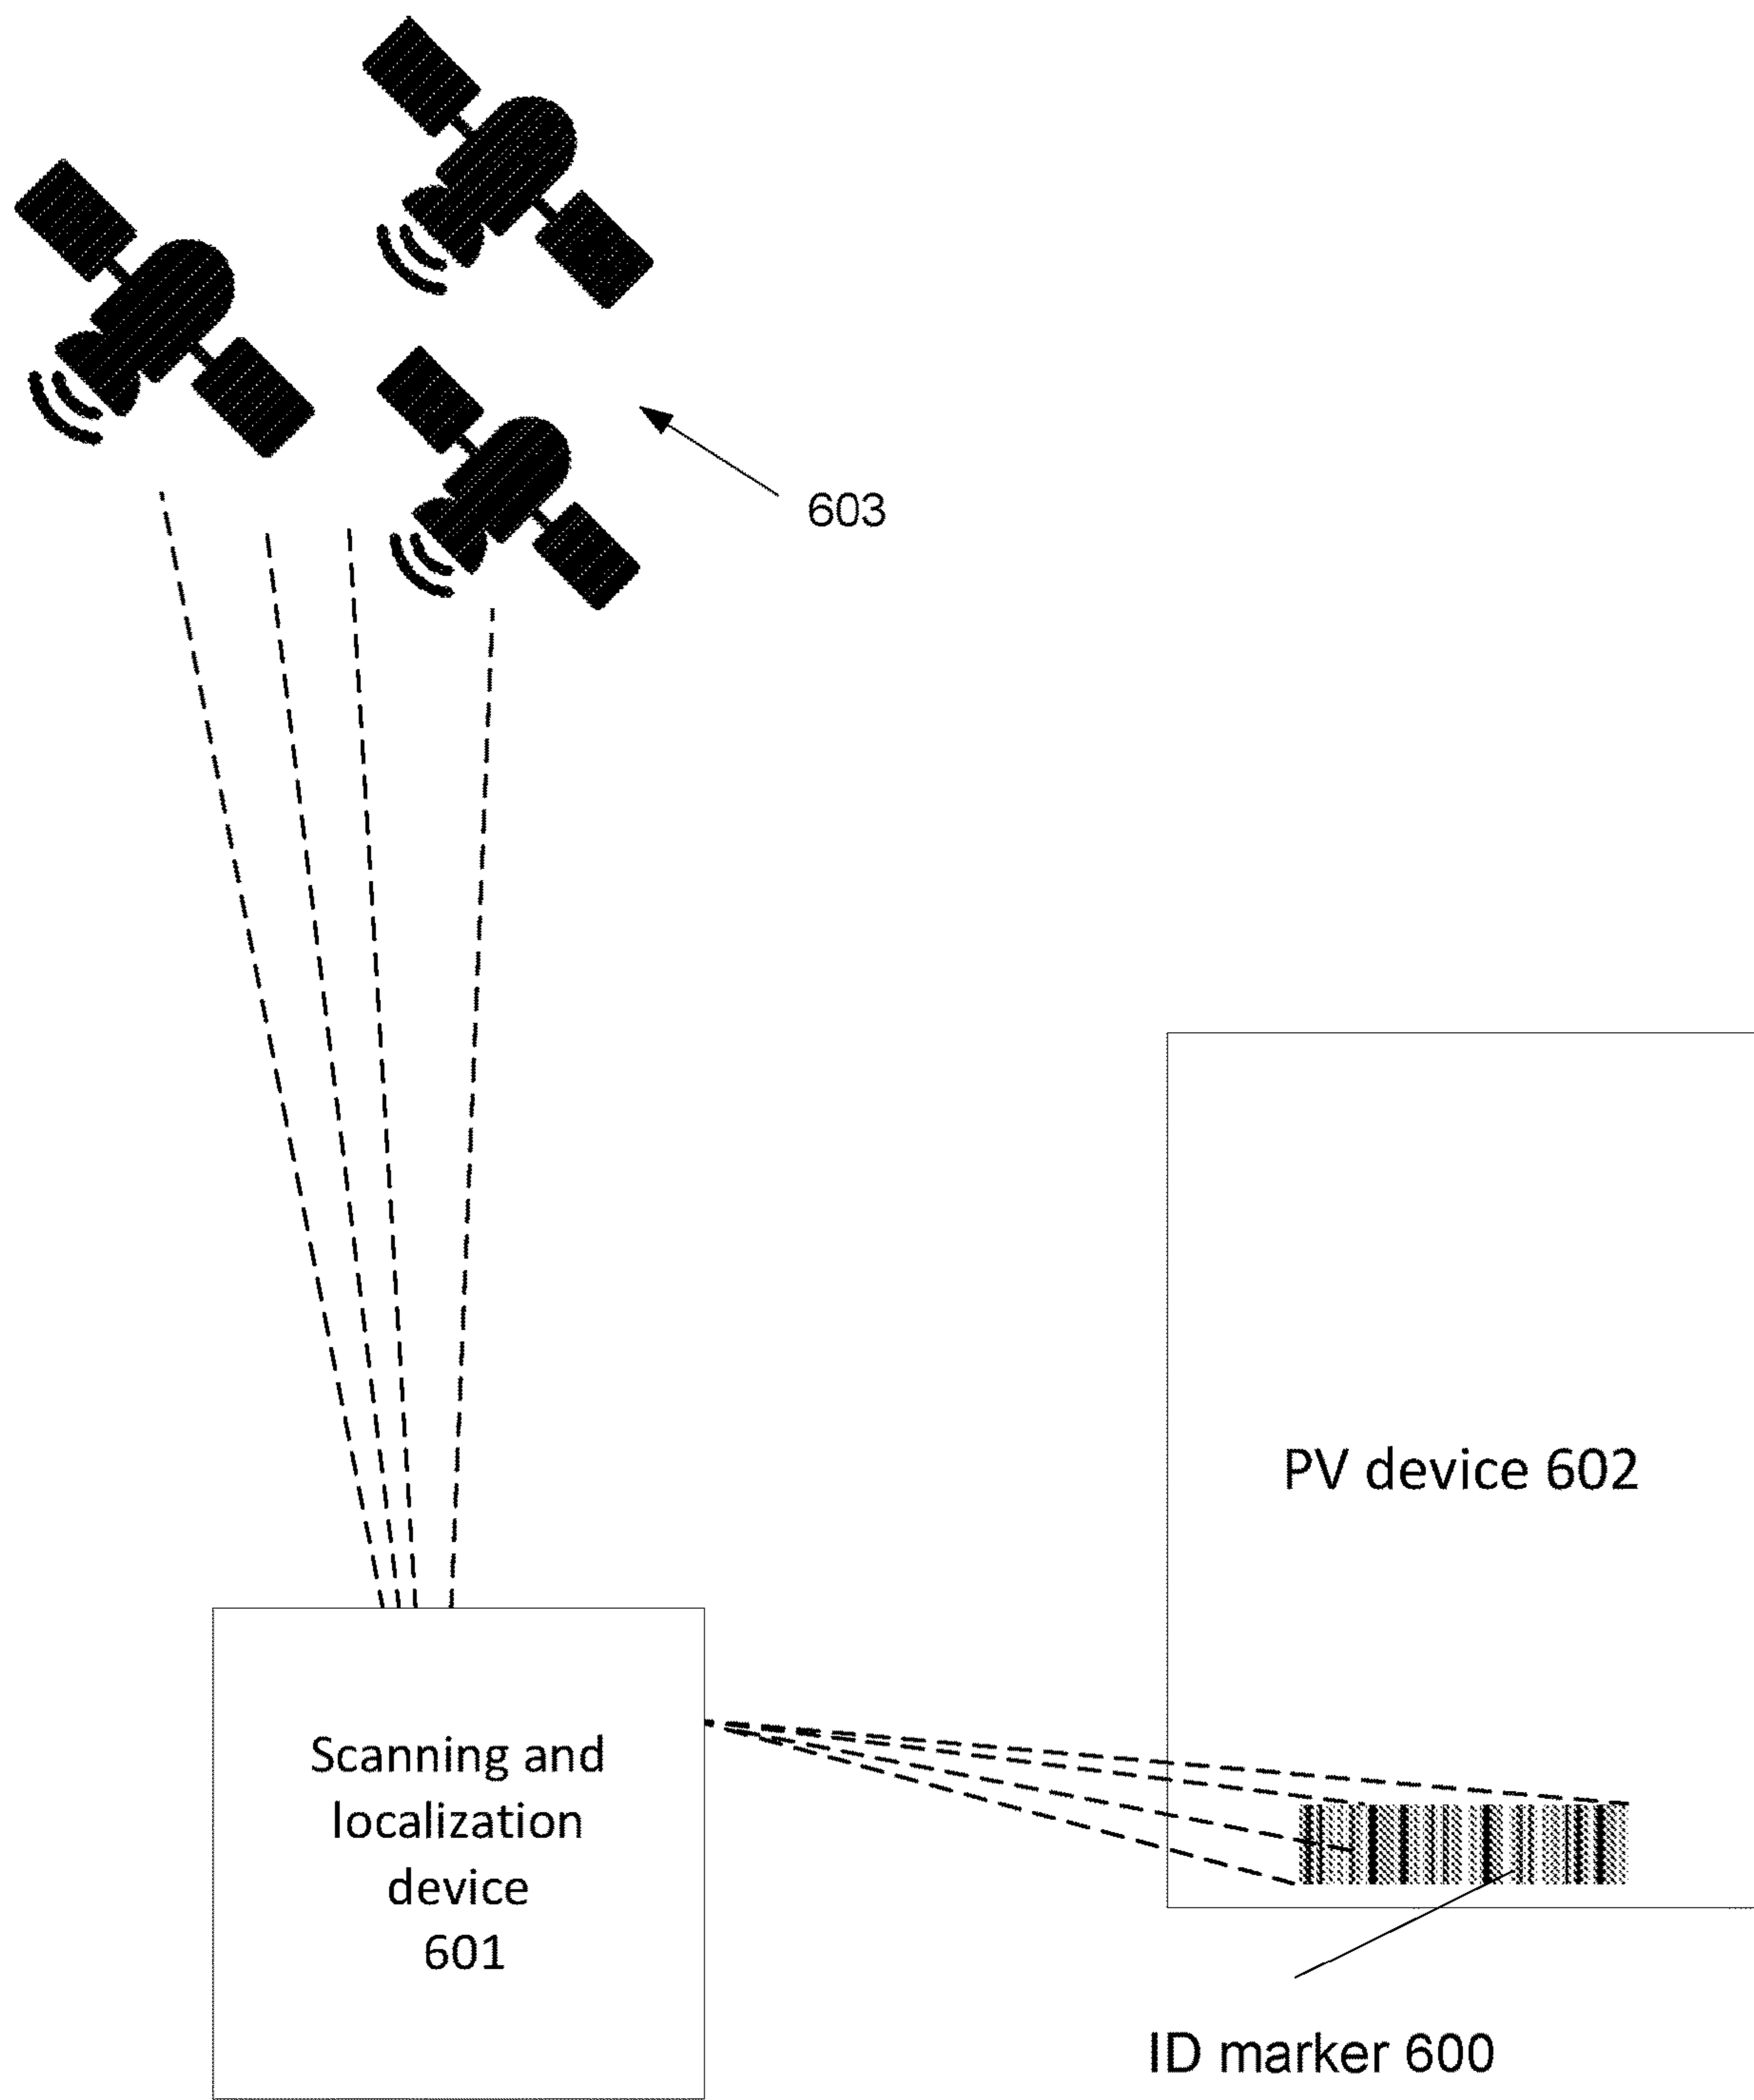 603
PV device 602
Scanning and
localization
device
601
ID marker 600